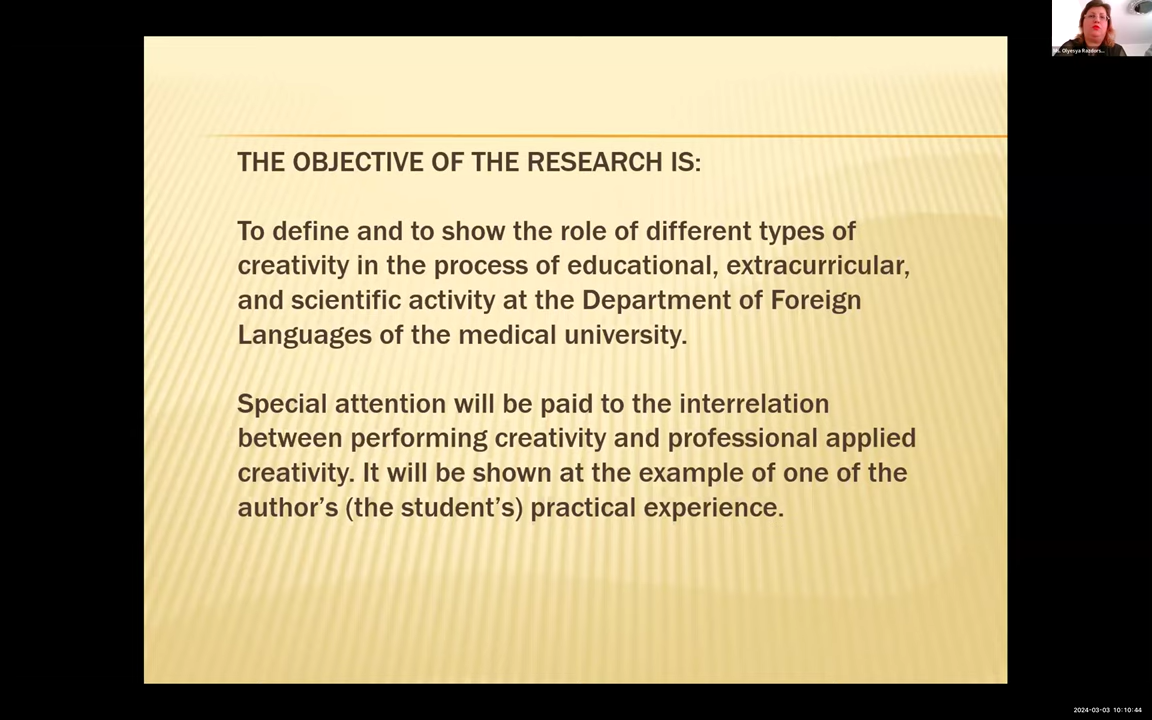 Ms. Olyesya Razdors...
THE OBJECTIVE OF THE RESEARCH IS:
To define and to show the role of different types of
creativity in the process of educational, extracurricular,
and scientific activity at the Department of Foreign
Languages of the medical university.
Special attention will be paid to the interrelation
between performing creativity and professional applied
creativity. It will be shown at the example of one of the
author’s (the student’s) practical experience.
2024-03-03 10:10:44